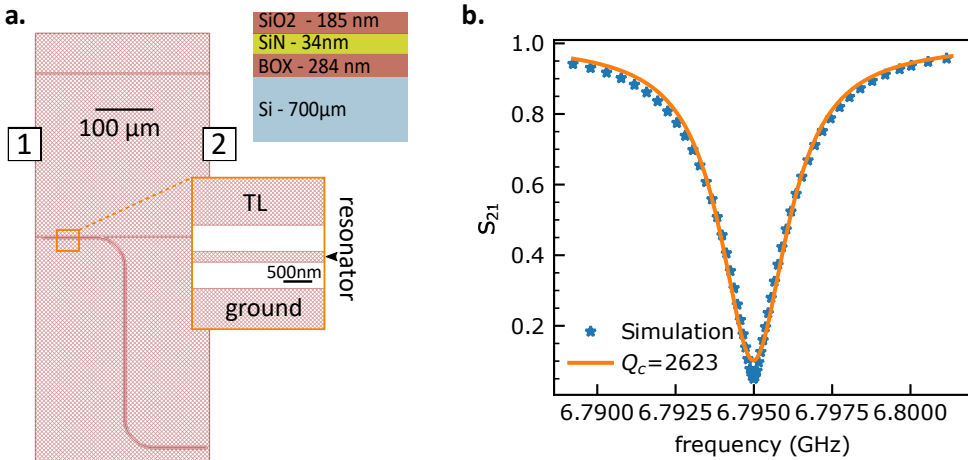 a.
SiO2 - 185 nm
SiN - 34nm
BOX - 284 nm
Si - 700µm
100 µm
1
2
TL
500nm
ground
resonator
b.
1.0
0.8
0.6
0.4
0.2
S21
Simulation
Qc=2623
6.7900 6.7925 6.7950 6.7975 6.8000
frequency (GHz)